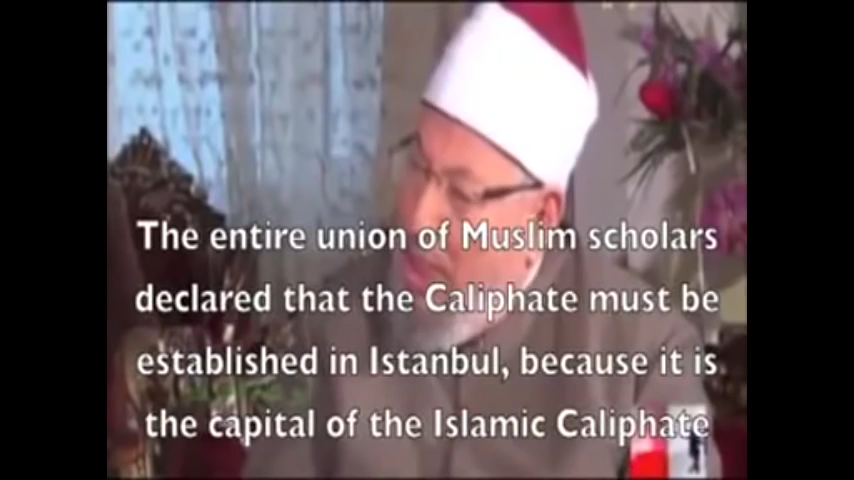 The entire union of Muslim scholars
declared that the Caliphate must be
established in Istanbul, because it is
the capital of the Islamic Caliphate